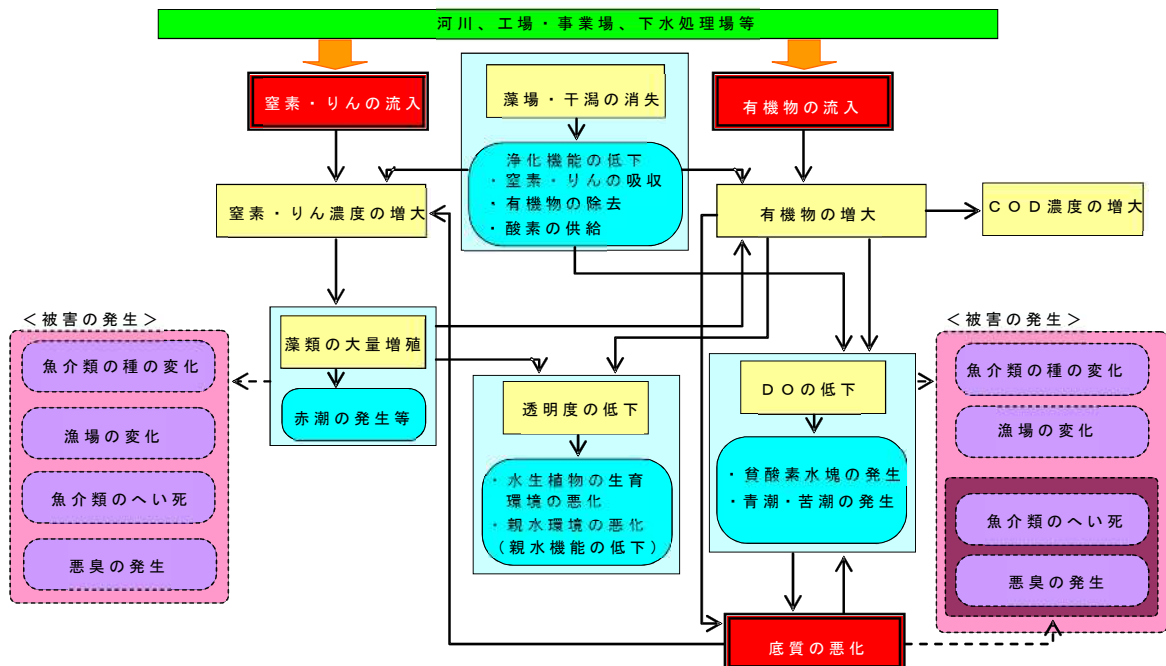 河川、工場・事業場、下水処理場等
窒素・りんの流入
藻場・干潟の消失
有機物の流入
浄化機能の低下
・窒素・りんの吸収
・有機物の除去
・酸素の供給
窒素・りん濃度の増大
有機物の増大
COD濃度の増大
＜被害の発生＞
魚介類の種の変化
漁場の変化
魚介類のへい死
悪臭の発生
藻類の大量増殖
赤潮の発生等
透明度の低下
・水生植物の生育
環境の悪化
・親水環境の悪化
(親水機能の低下)
DOの低下
・貧酸素水塊の発生
・青潮・苦潮の発生
＜被害の発生＞
魚介類の種の変化
漁場の変化
魚介類のへい死
悪臭の発生
底質の悪化